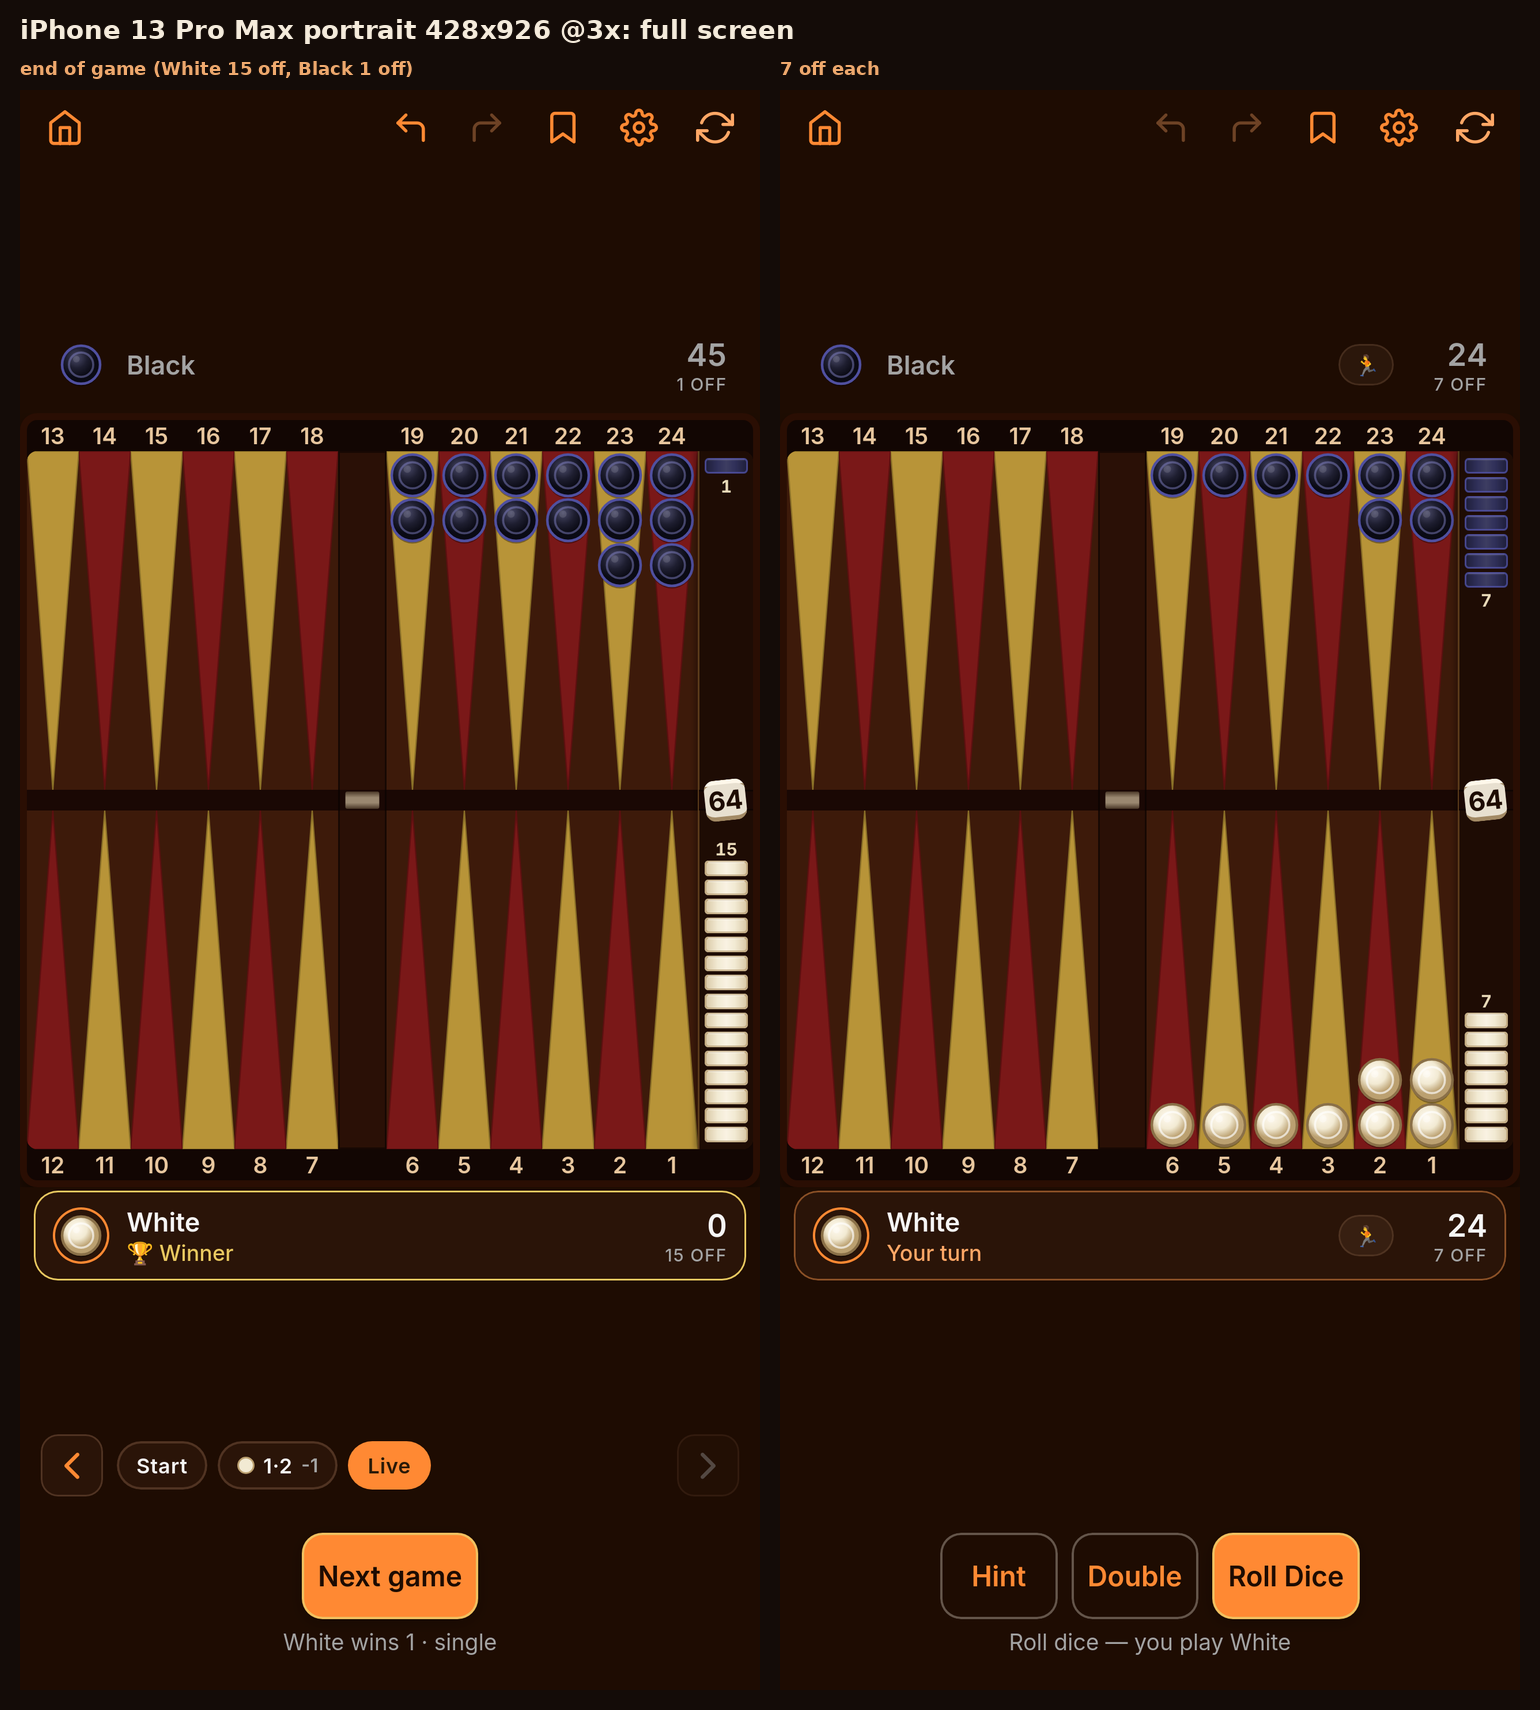 iPhone 13 Pro Max portrait 428x926 @3x: full screen
end of game (White 15 off, Black 1 off)
Black
45
1 OFF
13 14 15 16 17 18 19 20 21 22 23 24
1
64
15
12 11 10 9 8 7 6 5 4 3 2 1
White
🏆 Winner
0
15 OFF
Start
1·2 -1
Live
Next game
White wins 1 · single
7 off each
Black
24
7 OFF
13 14 15 16 17 18 19 20 21 22 23 24
7
64
7
12 11 10 9 8 7 6 5 4 3 2 1
White
Your turn
24
7 OFF
Hint
Double
Roll Dice
Roll dice — you play White